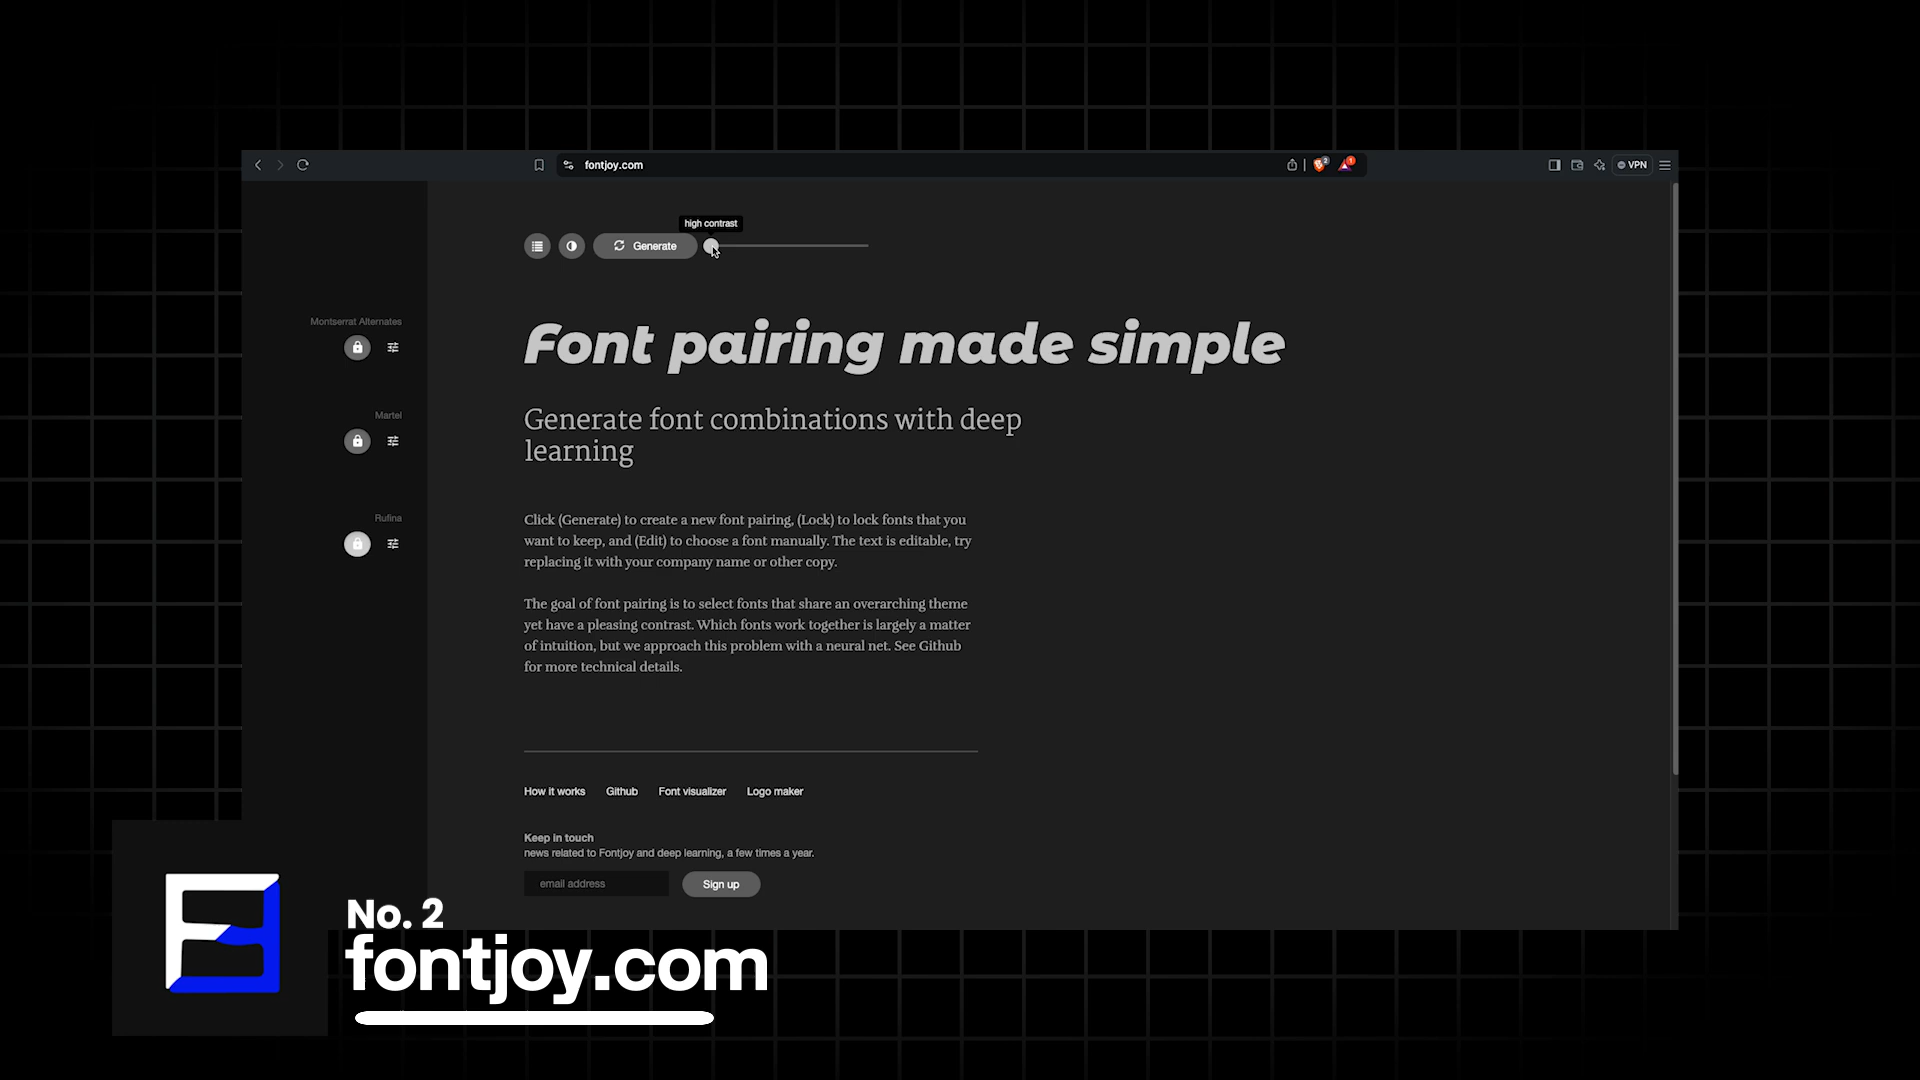 fontjoy.com
2
1
VPN
high contrast
Generate
Montserrat Alternates
Font pairing made simple
Martel
Generate font combinations with deep
learning
Rufina
Click (Generate) to create a new font pairing, (Lock) to lock fonts that you
want to keep, and (Edit) to choose a font manually. The text is editable, try
replacing it with your company name or other copy.
The goal of font pairing is to select fonts that share an overarching theme
yet have a pleasing contrast. Which fonts work together is largely a matter
of intuition, but we approach this problem with a neural net. See Github
for more technical details.
How it works Github Font visualizer Logo maker
Keep in touch
news related to Fontjoy and deep learning, a few times a year.
email address Sign up
No. 2
fontjoy.com